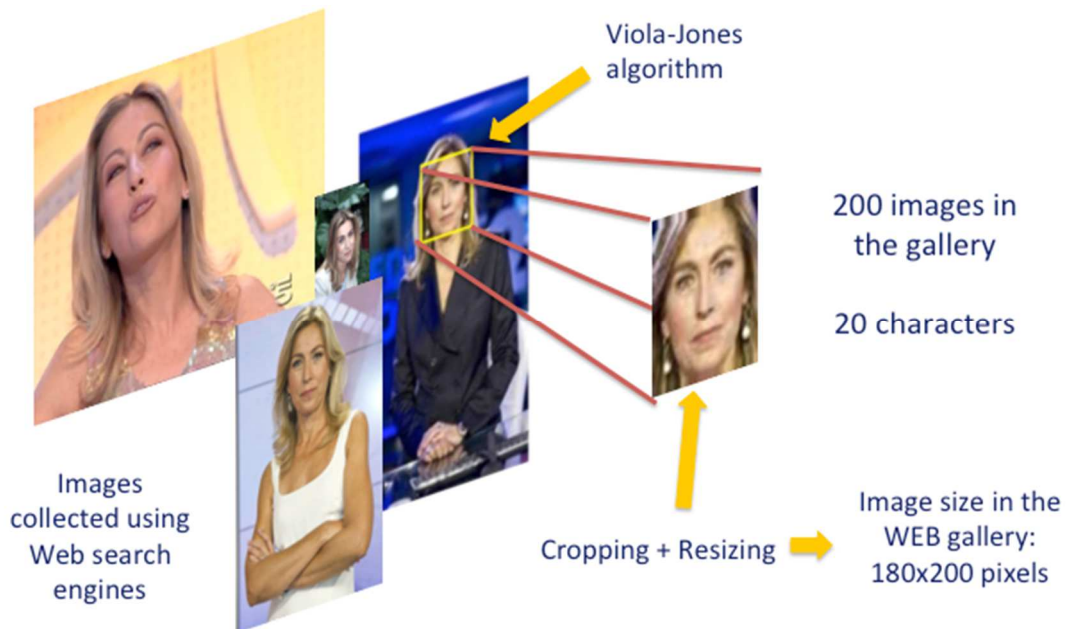 Viola-Jones
algorithm
200 images in
the gallery
20 characters
Images
collected using
Web search
engines
Cropping + Resizing
Image size in the
WEB gallery:
180x200 pixels